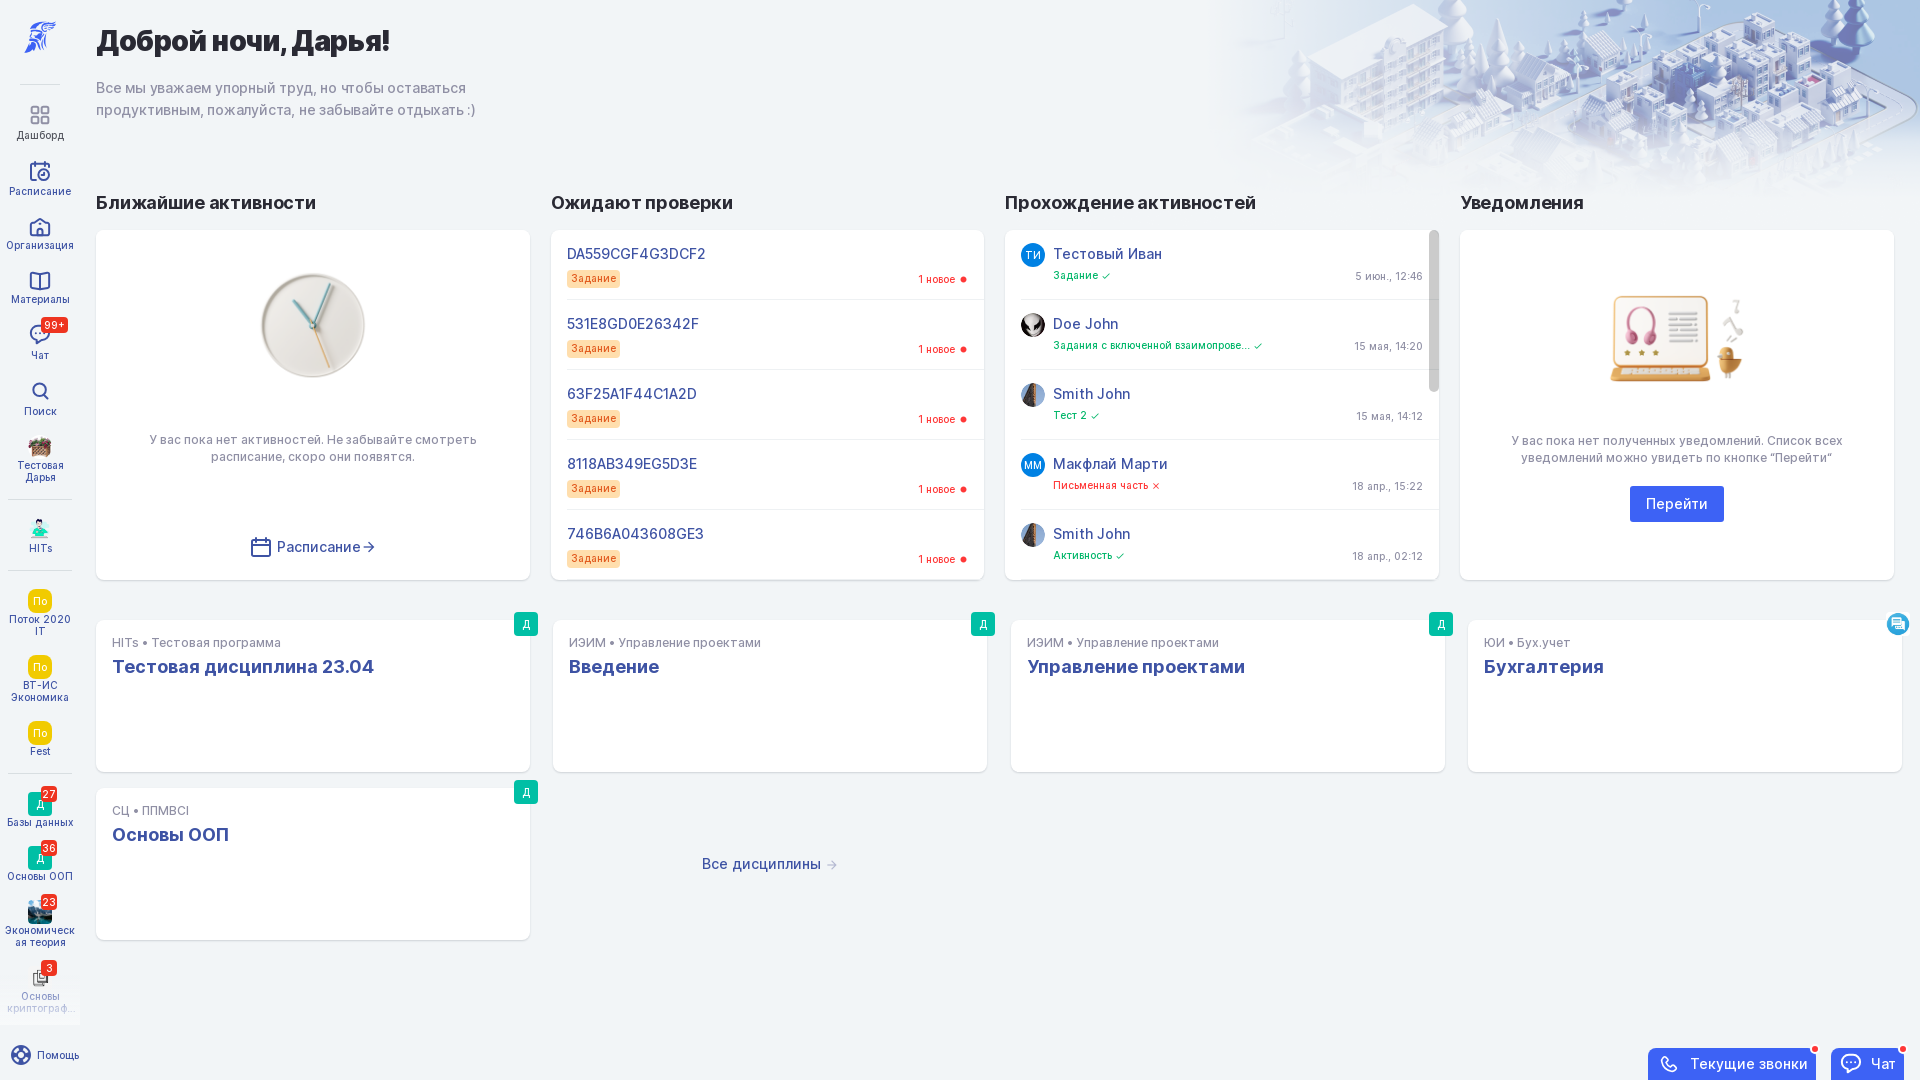 Доброй ночи, Дарья!
Все мы уважаем упорный труд, но чтобы оставаться
продуктивным, пожалуйста, не забывайте отдыхать :)
Дашборд
Расписание
Организация
Материалы
99+
Чат
Поиск
Тестовая
Дарья
HITs
По
Поток 2020
IT
По
ВТ-ИС
Экономика
По
Fest
27
Д
Базы данных
36
Д
Основы ООП
23
Экономическ
ая теория
3
Основы
криптограф...
Помощь
Ближайшие активности
У вас пока нет активностей. Не забывайте смотреть
расписание, скоро они появятся.
Расписание
Ожидают проверки
DA559CGF4G3DCF2
Задание
1 новое
531E8GD0E26342F
Задание
1 новое
63F25A1F44C1A2D
Задание
1 новое
8118AB349EG5D3E
Задание
1 новое
746B6A043608GE3
Задание
1 новое
Прохождение активностей
ТИ
Тестовый Иван
Задание
5 июн., 12:46
Doe John
Задания с включенной взаимопрове...
15 мая, 14:20
Smith John
Тест 2
15 мая, 14:12
ММ
Макфлай Марти
Письменная часть
18 апр., 15:22
Smith John
Активность
18 апр., 02:12
Уведомления
У вас пока нет полученных уведомлений. Список всех
уведомлений можно увидеть по кнопке “Перейти“
Перейти
Д
HITs • Тестовая программа
Тестовая дисциплина 23.04
Д
ИЭИМ • Управление проектами
Введение
Д
ИЭИМ • Управление проектами
Управление проектами
ЮИ • Бух.учет
Бухгалтерия
Д
СЦ • ППМВСІ
Основы ООП
Все дисциплины
Текущие звонки
Чат